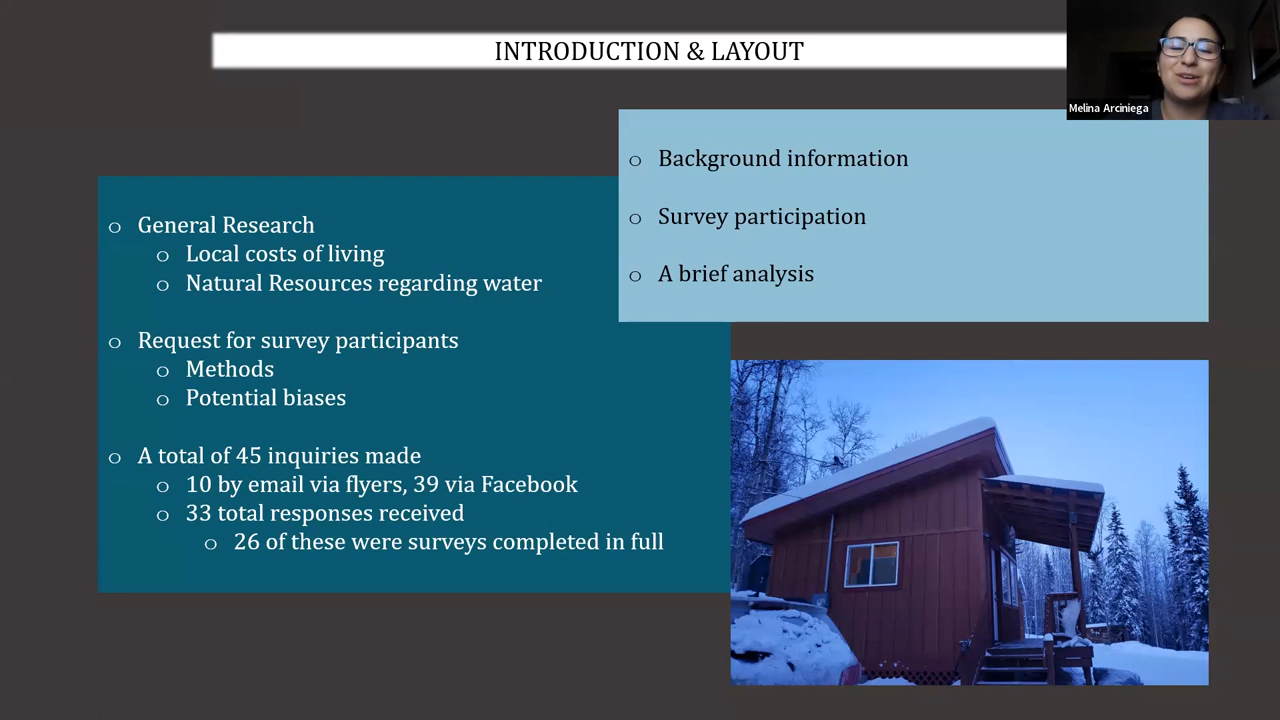 INTRODUCTION & LAYOUT
Melina Arciniega
o Background information
o Survey participation
o A brief analysis
o General Research
o Local costs of living
o Natural Resources regarding water
o Request for survey participants
o Methods
o Potential biases
o A total of 45 inquiries made
o 10 by email via flyers, 39 via Facebook
o 33 total responses received
o 26 of these were surveys completed in full